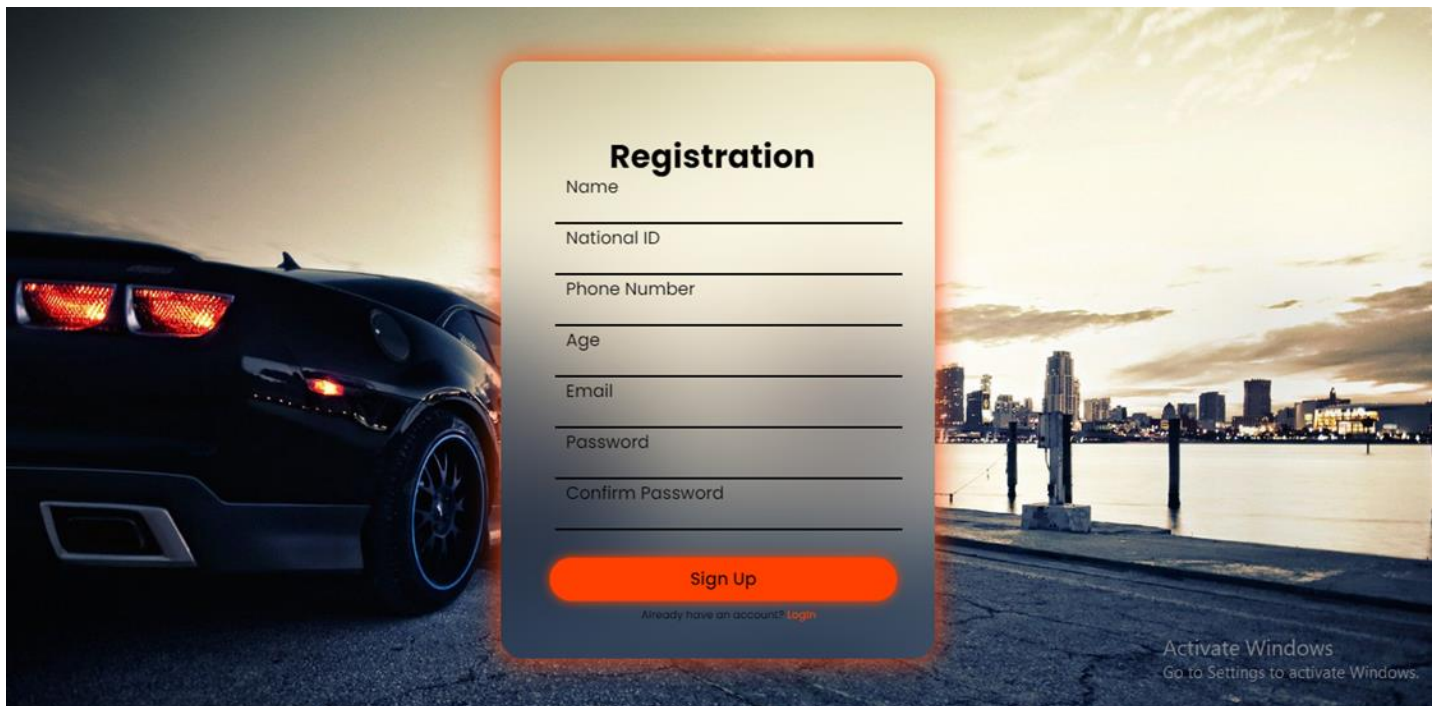 Registration
Name
National ID
Phone Number
Age
Email
Password
Confirm Password
Sign Up
Already have an account? Login
Activate Windows
Go to Settings to activate Windows.